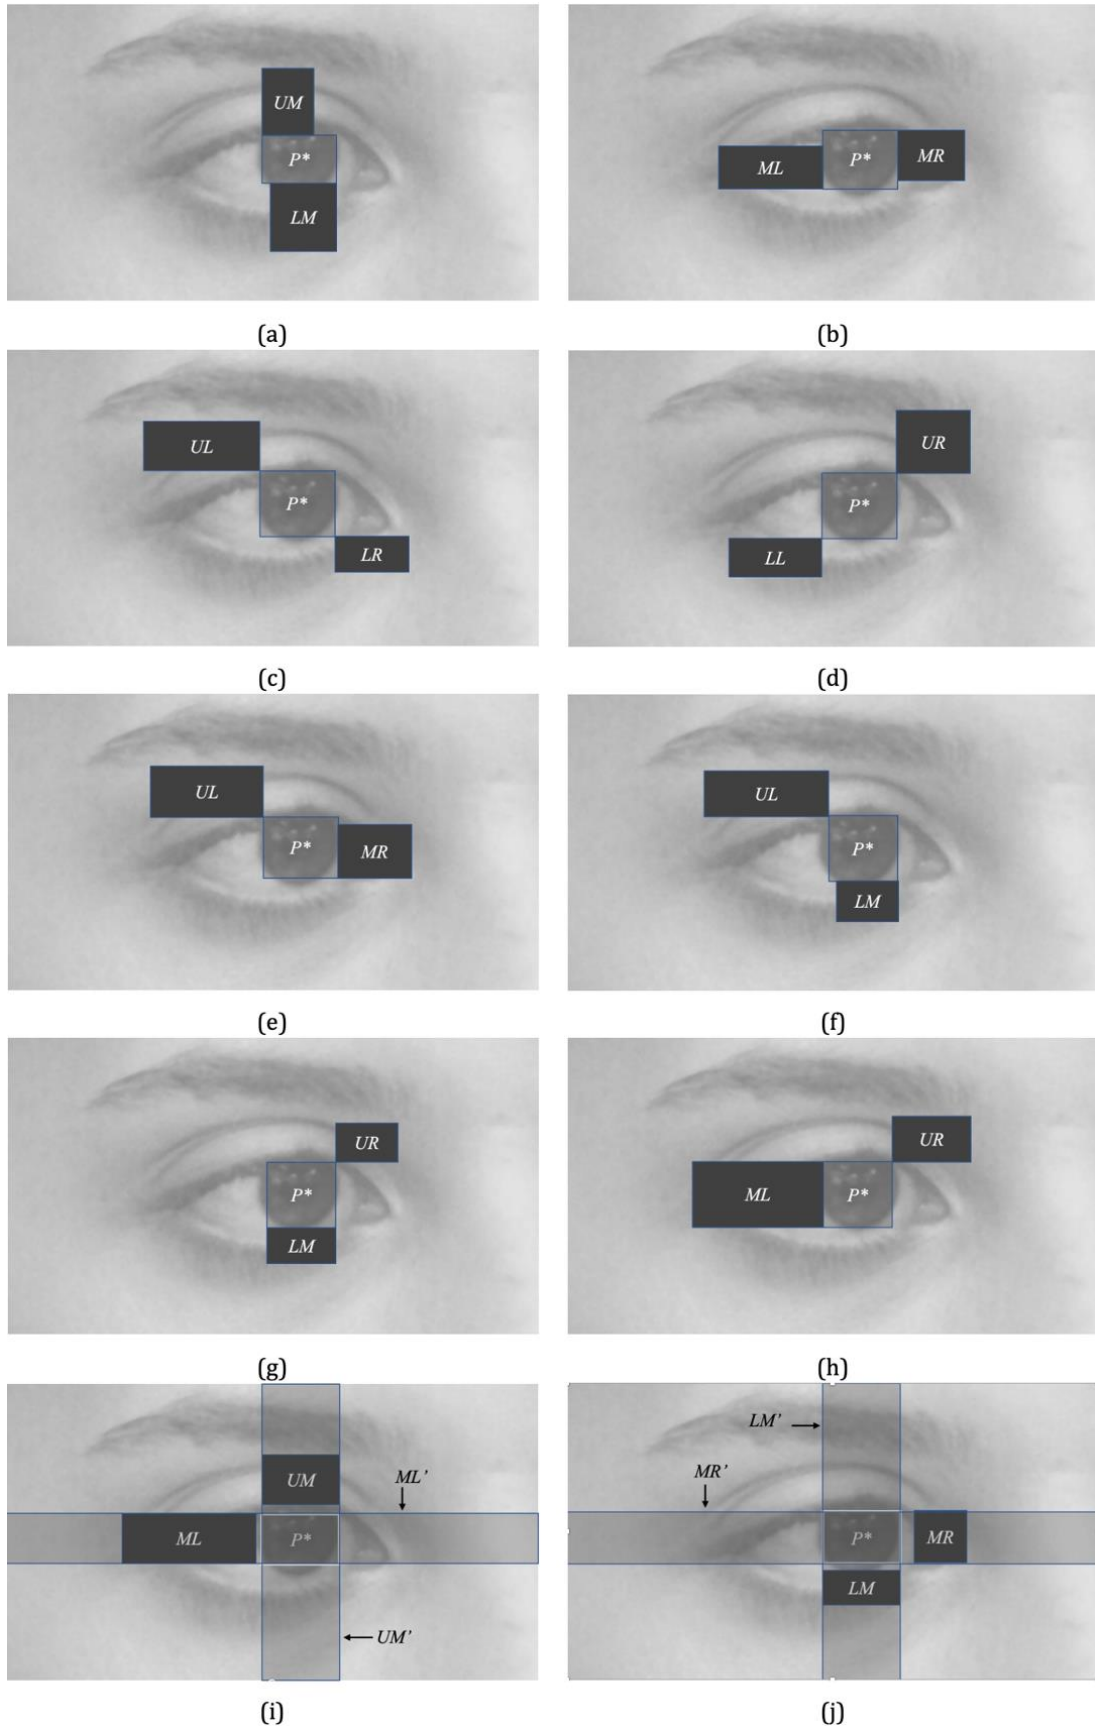 UM
P*
LM
ML
P*
MR
(a)
(b)
UL
P*
LR
UR
P*
LL
(c)
(d)
UL
P*
MR
UL
P*
LM
(e)
(f)
UR
P*
LM
UR
ML
P*
(g)
(h)
UM
ML’
ML
P*
UM’
LM’
MR’
P*
MR
LM
(i)
(j)